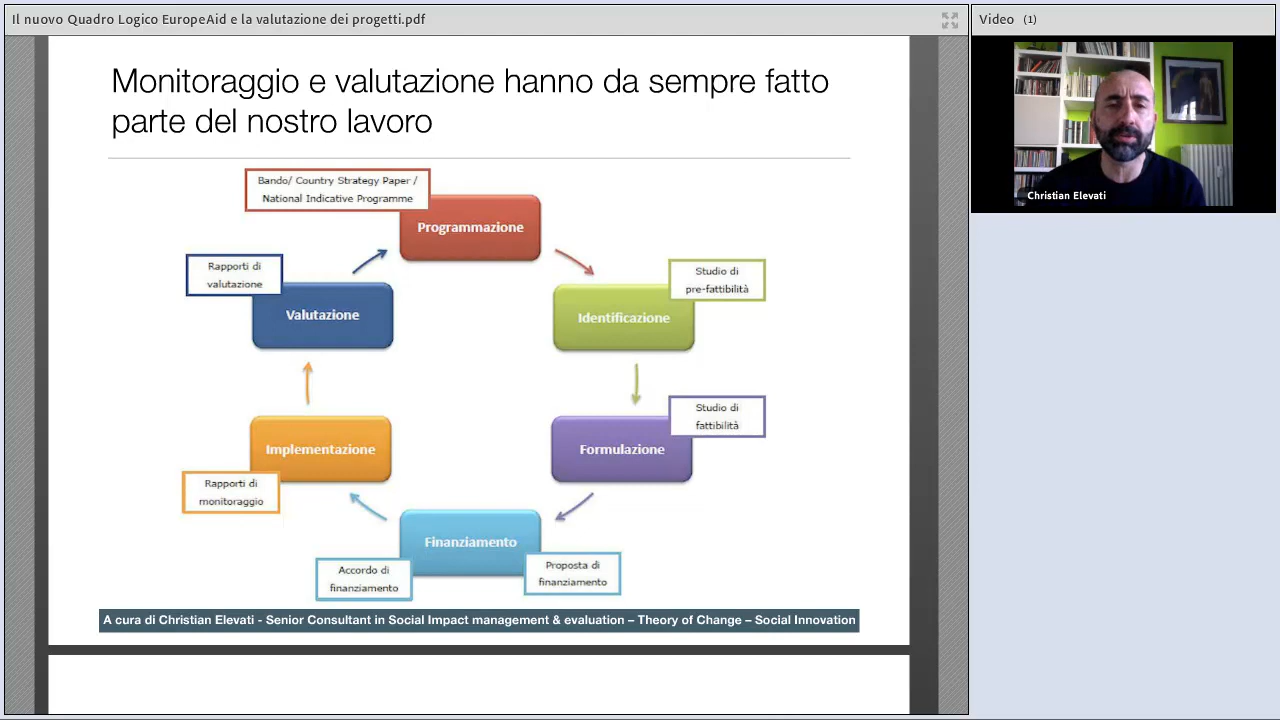 Il nuovo Quadro Logico EuropeAid e la valutazione dei progetti.pdf
Video (1)
Monitoraggio e valutazione hanno da sempre fatto
parte del nostro lavoro
Bando/ Country Strategy Paper /
National Indicative Programme
Programmazione
Rapporti di
valutazione
Valutazione
Studio di
pre-fattibilità
Identificazione
Studio di
fattibilità
Formulazione
Implementazione
Rapporti di
monitoraggio
Finanziamento
Accordo di
finanziamento
Proposta di
finanziamento
A cura di Christian Elevati - Senior Consultant in Social Impact management & evaluation – Theory of Change – Social Innovation
Christian Elevati